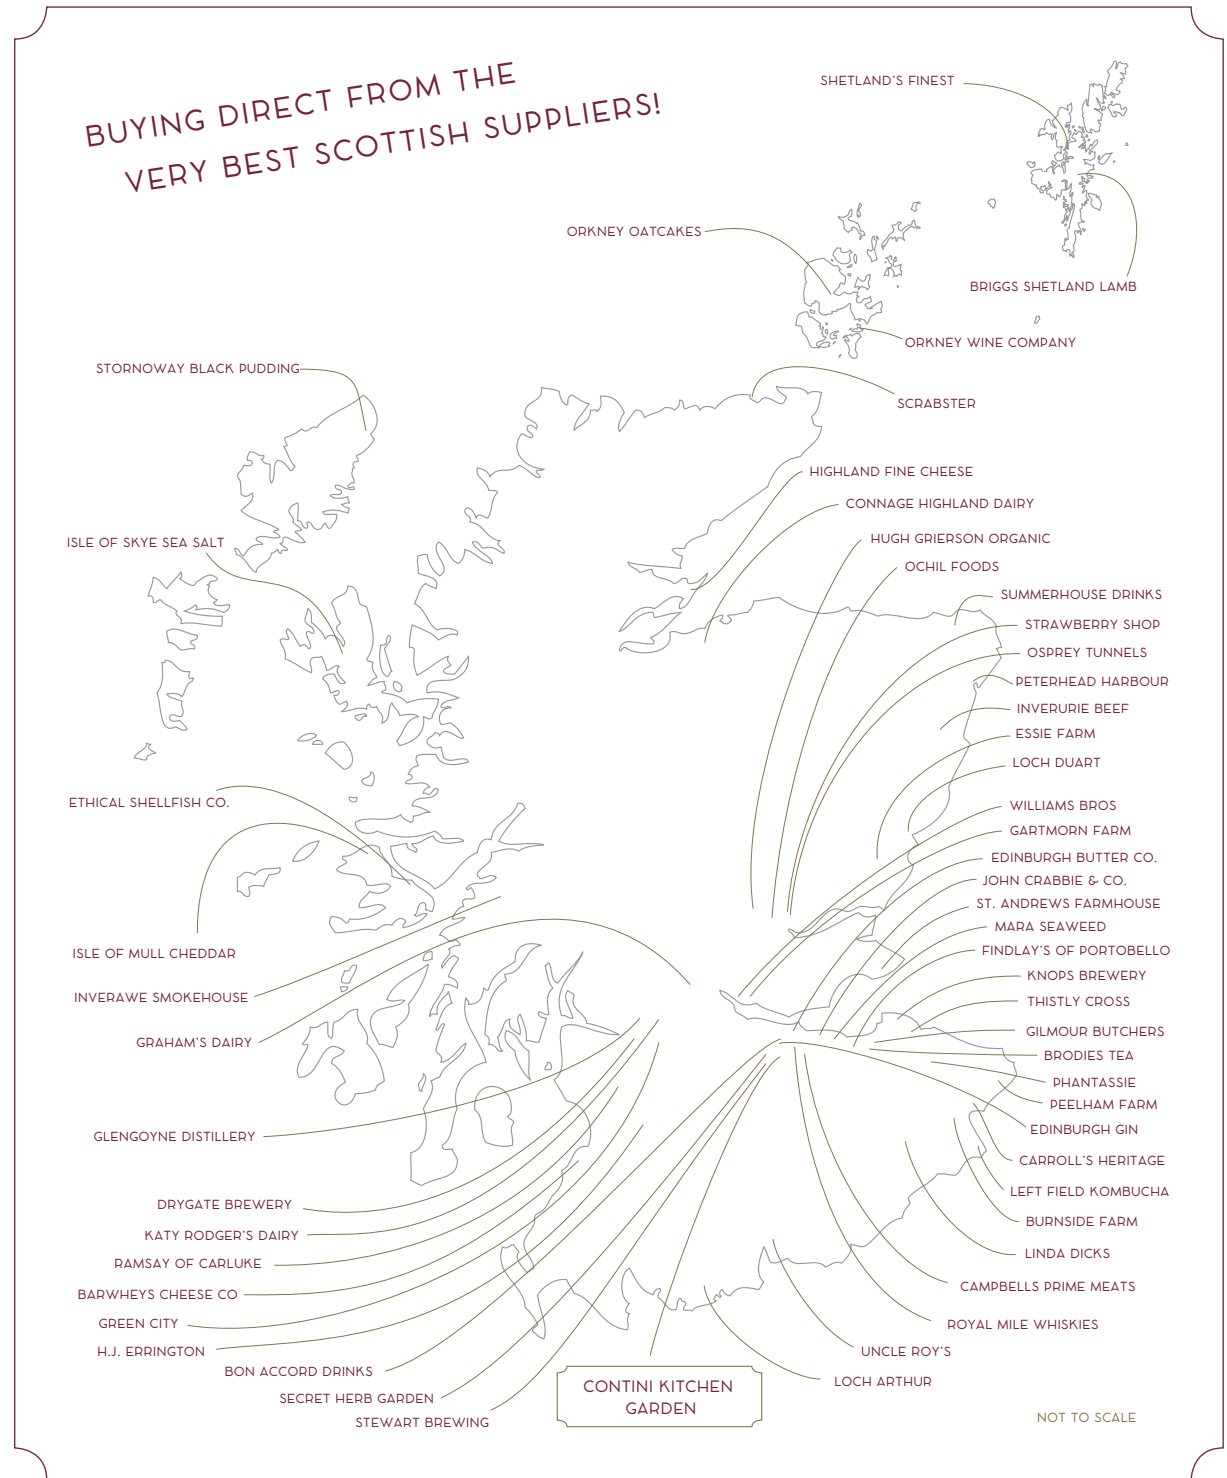 BUYING DIRECT FROM THE
VERY BEST SCOTTISH SUPPLIERS!
SHETLAND'S FINEST
ORKNEY OATCAKES
BRIGGS SHETLAND LAMB
ORKNEY WINE COMPANY
STORNOWAY BLACK PUDDING
SCRABSTER
HIGHLAND FINE CHEESE
CONNAGE HIGHLAND DAIRY
ISLE OF SKYE SEA SALT
HUGH GRIERSON ORGANIC
OCHIL FOODS
SUMMERHOUSE DRINKS
STRAWBERRY SHOP
OSPREY TUNNELS
PETERHEAD HARBOUR
INVERURIE BEEF
ESSIE FARM
LOCH DUART
ETHICAL SHELLFISH CO.
WILLIAMS BROS
GARTMORN FARM
EDINBURGH BUTTER CO.
JOHN CRABBIE & CO.
ST. ANDREWS FARMHOUSE
MARA SEAWEED
FINDLAY'S OF PORTOBELLO
ISLE OF MULL CHEDDAR
KNOPS BREWERY
INVERAWE SMOKEHOUSE
THISTLY CROSS
GILMOUR BUTCHERS
GRAHAM'S DAIRY
BRODIES TEA
PHANTASSIE
PEELHAM FARM
EDINBURGH GIN
GLENGOYNE DISTILLERY
CARROLL'S HERITAGE
LEFT FIELD KOMBUCHA
DRYGATE BREWERY
BURNSIDE FARM
KATY RODGER'S DAIRY
LINDA DICKS
RAMSAY OF CARLUKE
CAMPBELLS PRIME MEATS
BARWHEYS CHEESE CO
GREEN CITY
ROYAL MILE WHISKIES
H.J. ERRINGTON
UNCLE ROY'S
BON ACCORD DRINKS
LOCH ARTHUR
CONTINI KITCHEN
GARDEN
SECRET HERB GARDEN
STEWART BREWING
NOT TO SCALE